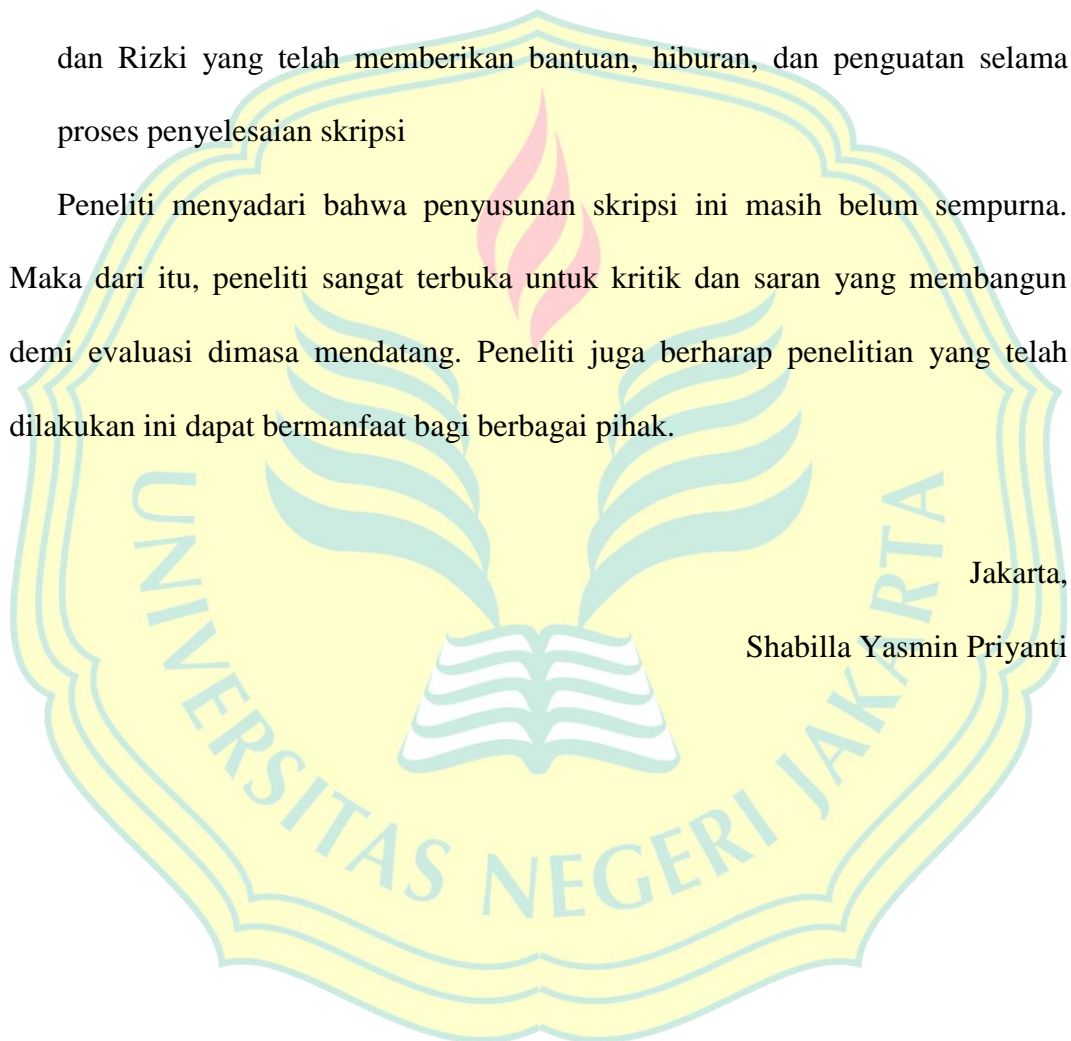 dan Rizki yang telah memberikan bantuan, hiburan, dan penguatan selama
proses penyelesaian skripsi
Peneliti menyadari bahwa penyusunan skripsi ini masih belum sempurna.
Maka dari itu, peneliti sangat terbuka untuk kritik dan saran yang membangun
demi evaluasi dimasa mendatang. Peneliti juga berharap penelitian yang telah
dilakukan ini dapat bermanfaat bagi berbagai pihak.
Jakarta,
Shabilla Yasmin Priyanti
UNIVERSITAS NEGERI JAKARTA